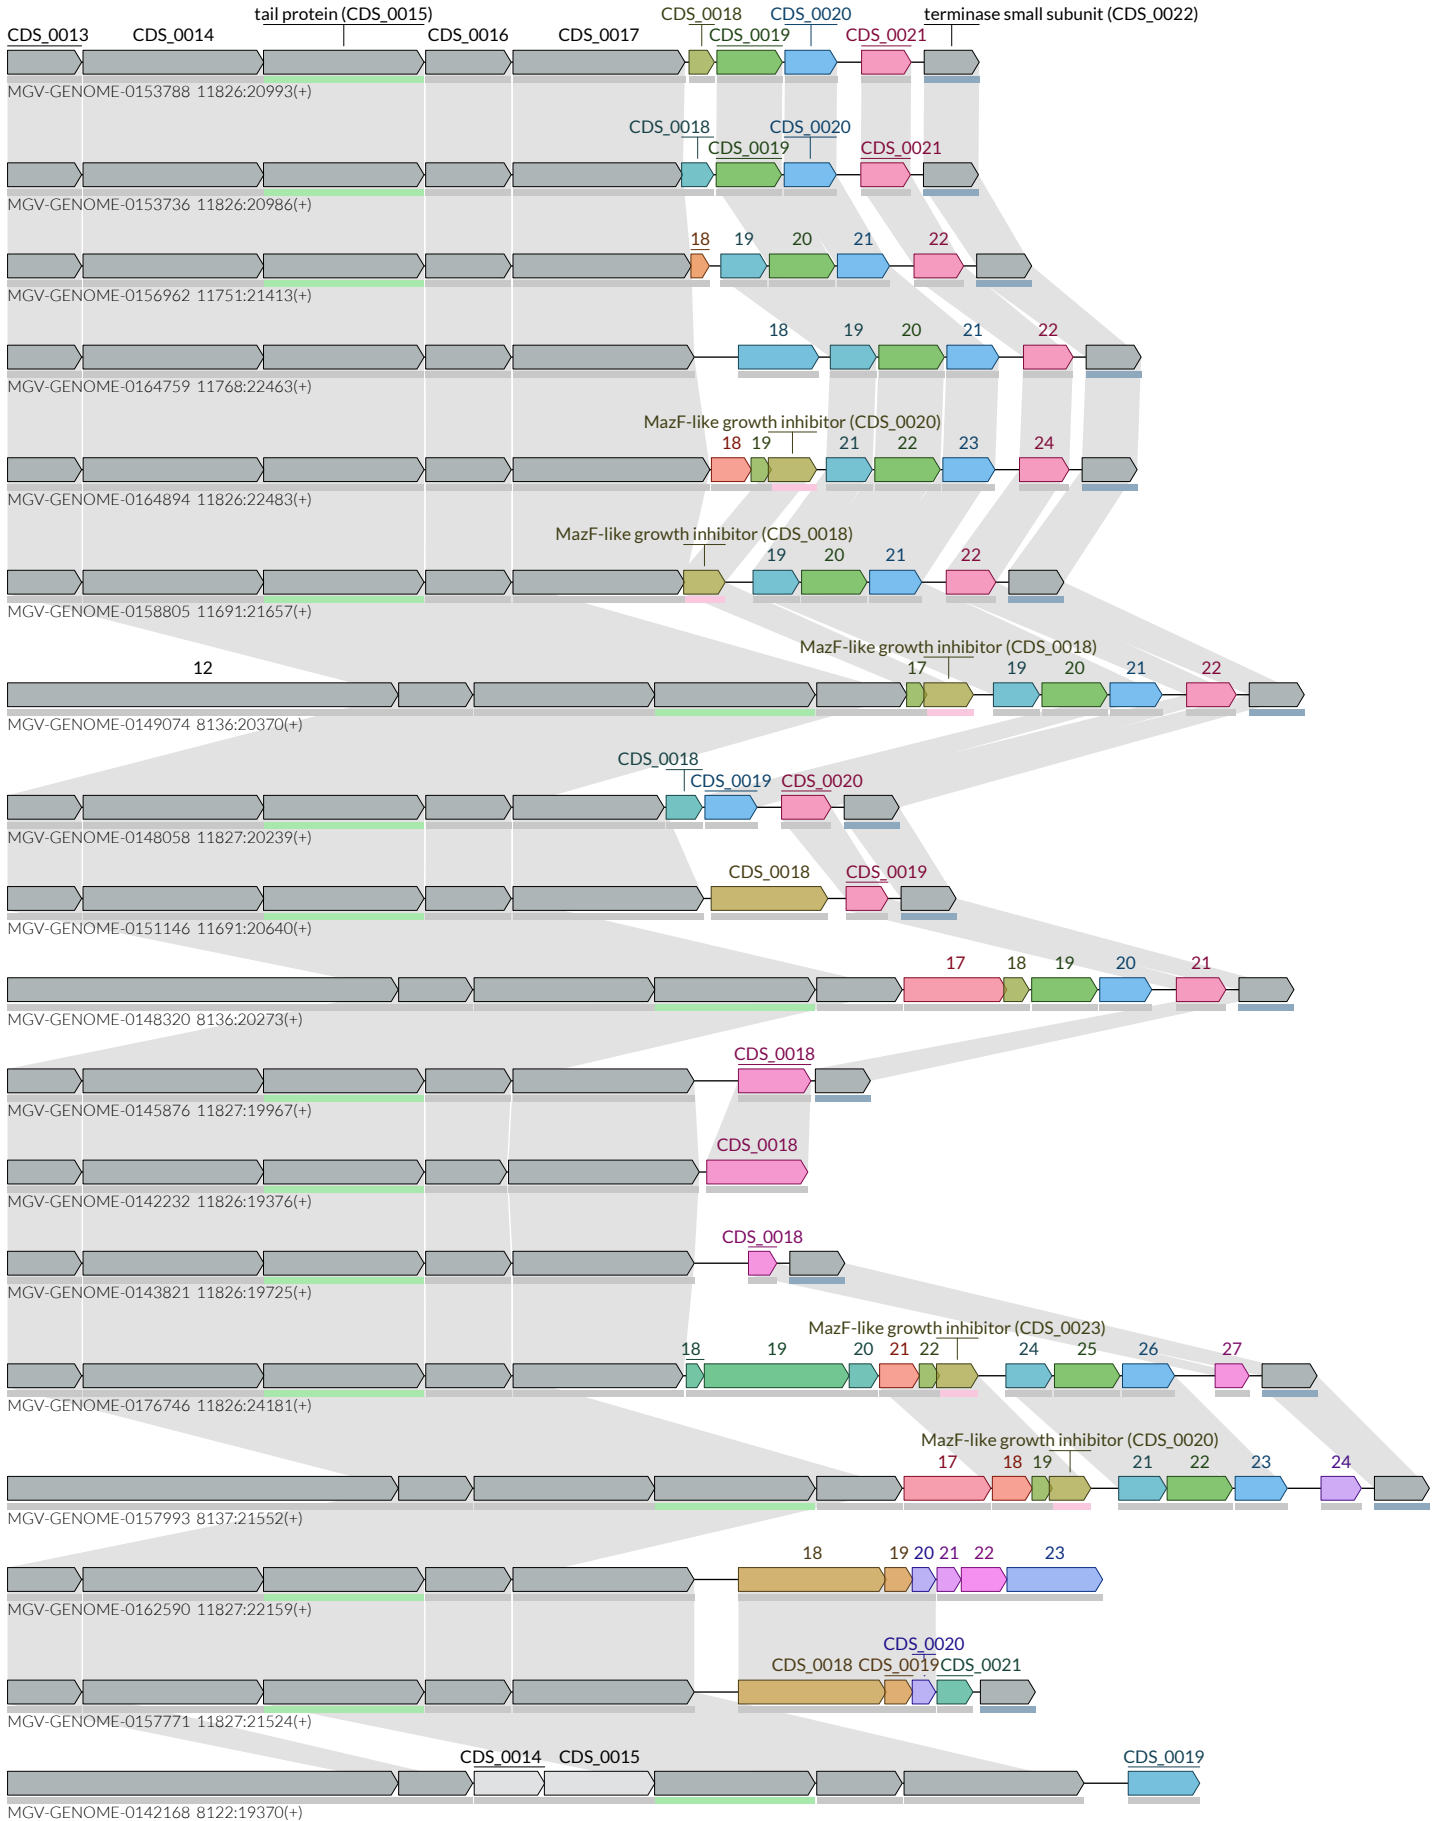 tail protein (CDS_0015) CDS_0018 CDS_0020 terminase small subunit (CDS_0022)
CDS_0013 CDS_0014 CDS_0016 CDS_0017 CDS_0019 CDS_0021
MGV-GENOME-0153788 11826:20993(+)
CDS_0018 CDS_0020
CDS_0019 CDS_0021
MGV-GENOME-0153736 11826:20986(+)
18 19 20 21 22
MGV-GENOME-0156962 11751:21413(+)
18 19 20 21 22
MGV-GENOME-0164759 11768:22463(+)
MazF-like growth inhibitor (CDS_0020)
18 19 21 22 23 24
MGV-GENOME-0164894 11826:22483(+)
MazF-like growth inhibitor (CDS_0018)
19 20 21 22
MGV-GENOME-0158805 11691:21657(+)
MazF-like growth inhibitor (CDS_0018)
12 17 19 20 21 22
MGV-GENOME-0149074 8136:20370(+)
CDS_0018
CDS_0019 CDS_0020
MGV-GENOME-0148058 11827:20239(+)
CDS_0018 CDS_0019
MGV-GENOME-0151146 11691:20640(+)
17 18 19 20 21
MGV-GENOME-0148320 8136:20273(+)
CDS_0018
MGV-GENOME-0145876 11827:19967(+)
CDS_0018
MGV-GENOME-0142232 11826:19376(+)
CDS_0018
MGV-GENOME-0143821 11826:19725(+)
MazF-like growth inhibitor (CDS_0023)
18 19 20 21 22 24 25 26 27
MGV-GENOME-0176746 11826:24181(+)
MazF-like growth inhibitor (CDS_0020)
17 18 19 21 22 23 24
MGV-GENOME-0157993 8137:21552(+)
18 19 20 21 22 23
MGV-GENOME-0162590 11827:22159(+)
CDS_0020
CDS_0018 CDS_0019 CDS_0021
MGV-GENOME-0157771 11827:21524(+)
CDS_0014 CDS_0015 CDS_0019
MGV-GENOME-0142168 8122:19370(+)